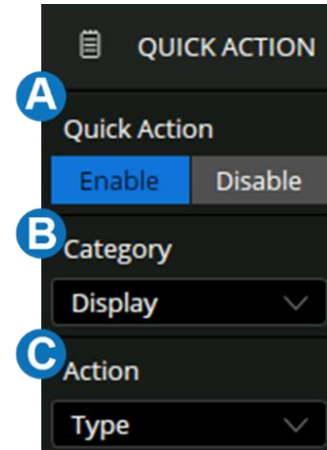 QUICK ACTION
A
Quick Action
Enable Disable
B
Category
Display
C
Action
Type